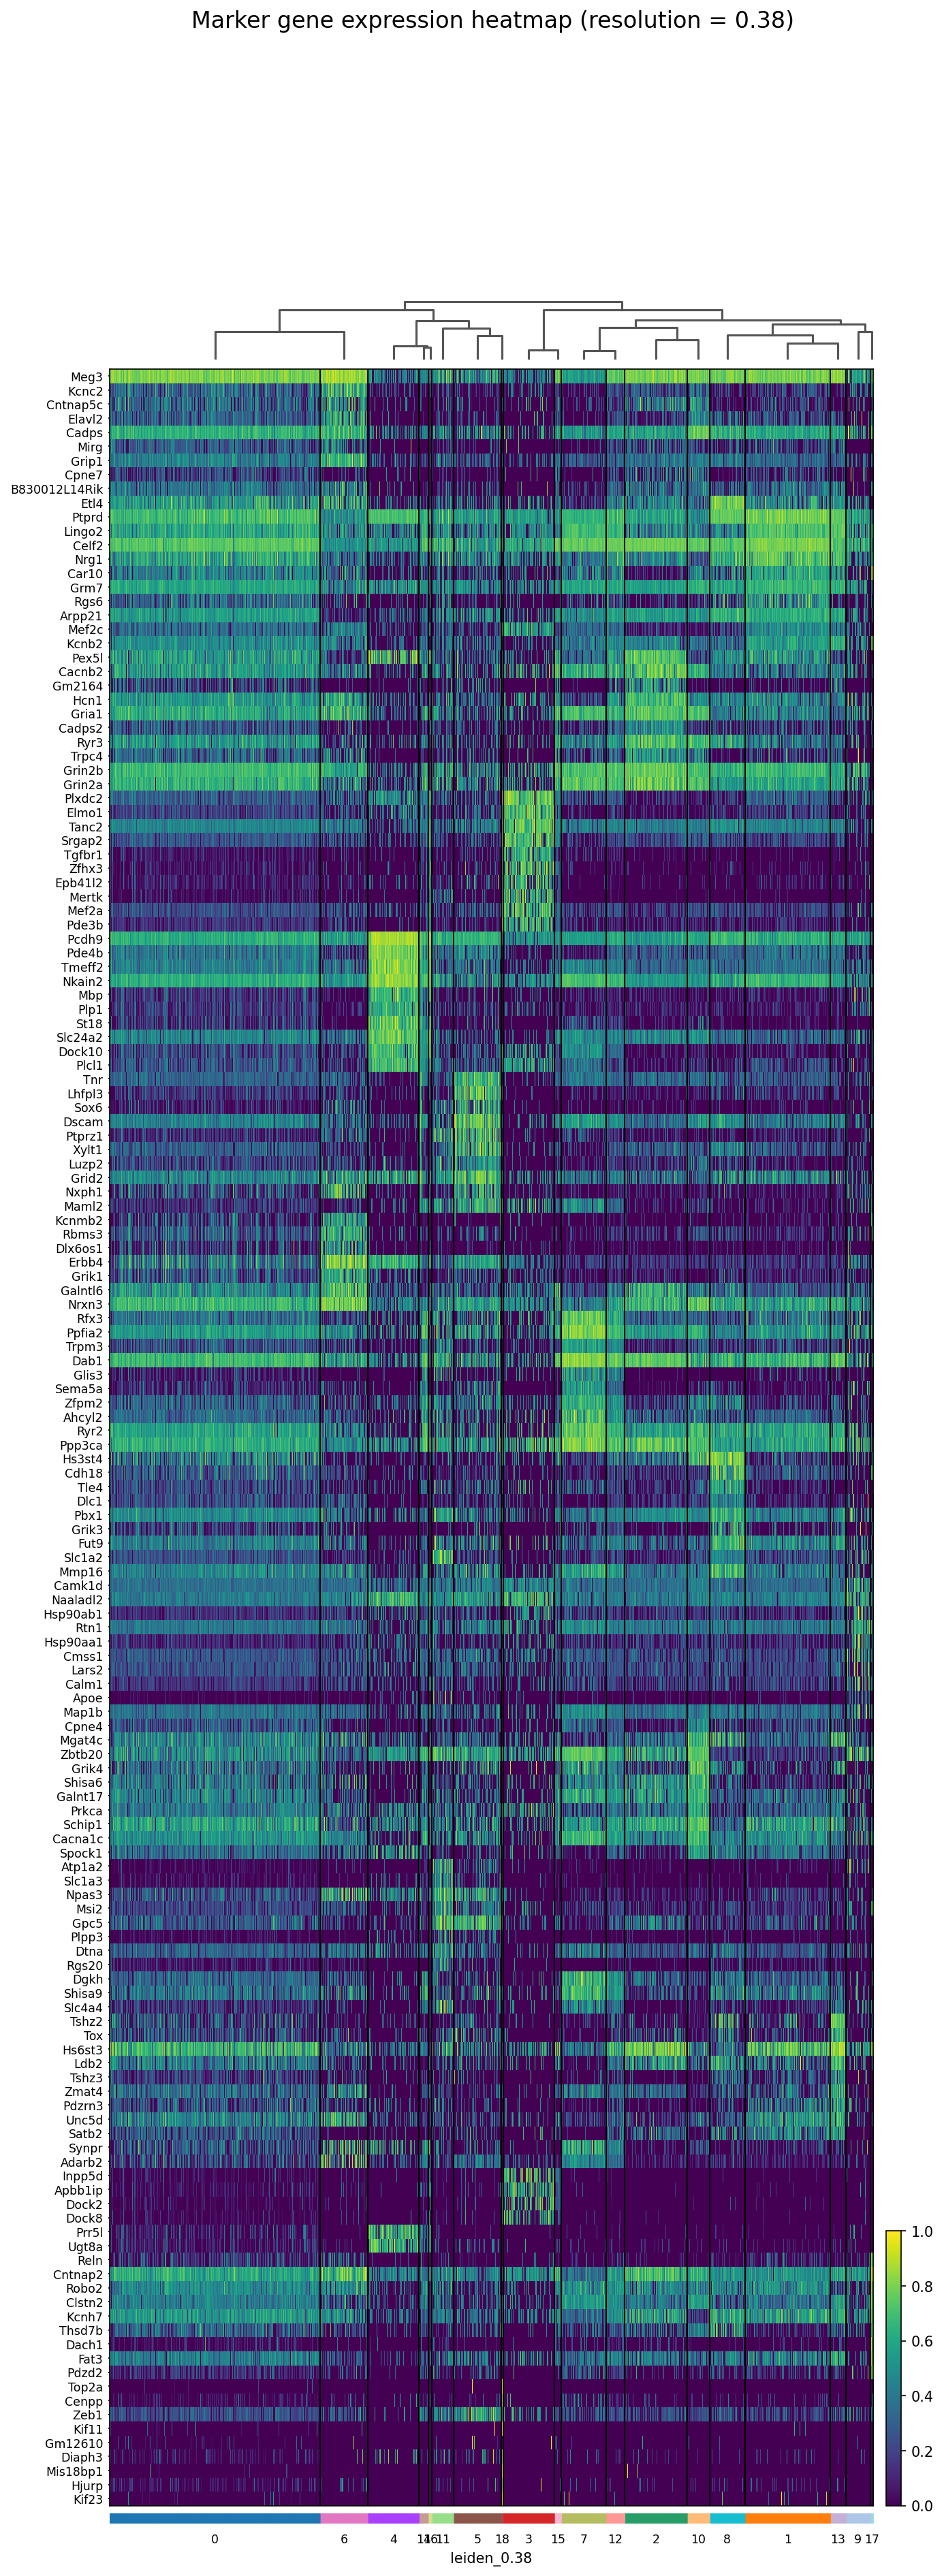 Marker gene expression heatmap (resolution = 0.38)
Meg3
Kcnc2
Cntnap5c
Elavl2
Cadps
Mirg
Grip1
Cpne7
B830012L14Rik
Etl4
Ptprd
Lingo2
Celf2
Nrg1
Car10
Grm7
Rgs6
Arpp21
Mef2c
Kcnb2
Pex5l
Cacnb2
Gm2164
Hcn1
Gria1
Cadps2
Ryr3
Trpc4
Grin2b
Grin2a
Plxdc2
Elmo1
Tanc2
Srgap2
Tgfbr1
Zfhx3
Epb41l2
Mertk
Mef2a
Pde3b
Pcdh9
Pde4b
Tmeff2
Nkain2
Mbp
Plp1
St18
Slc24a2
Dock10
Plcl1
Tnr
Lhfpl3
Sox6
Dscam
Ptprz1
Xylt1
Luzp2
Grid2
Nxph1
Maml2
Kcnmb2
Rbms3
Dlx6os1
Erbb4
Grik1
Galntl6
Nrxn3
Rfx3
Ppfia2
Trpm3
Dab1
Glis3
Sema5a
Zfpm2
Ahcyl2
Ryr2
Ppp3ca
Hs3st4
Cdh18
Tle4
Dlc1
Pbx1
Grik3
Fut9
Slc1a2
Mmp16
Camk1d
Naaladl2
Hsp90ab1
Rtn1
Hsp90aa1
Cmss1
Lars2
Calm1
Apoe
Map1b
Cpne4
Mgat4c
Zbtb20
Grik4
Shisa6
Galnt17
Prkca
Schip1
Cacna1c
Spock1
Atp1a2
Slc1a3
Npas3
Msi2
Gpc5
Plpp3
Dtna
Rgs20
Dgkh
Shisa9
Slc4a4
Tshz2
Tox
Hs6st3
Ldb2
Tshz3
Zmat4
Pdzrn3
Unc5d
Satb2
Synpr
Adarb2
Inpp5d
Apbb1ip
Dock2
Dock8
Prr5l
Ugt8a
Reln
Cntnap2
Robo2
Clstn2
Kcnh7
Thsd7b
Dach1
Fat3
Pdzd2
Top2a
Cenpp
Zeb1
Kif11
Gm12610
Diaph3
Mis18bp1
Hjurp
Kif23
1.0
0.8
0.6
0.4
0.2
0.0
0 6 4 14 16 11 5 18 3 15 7 12 2 10 8 1 13 9 17
leiden_0.38